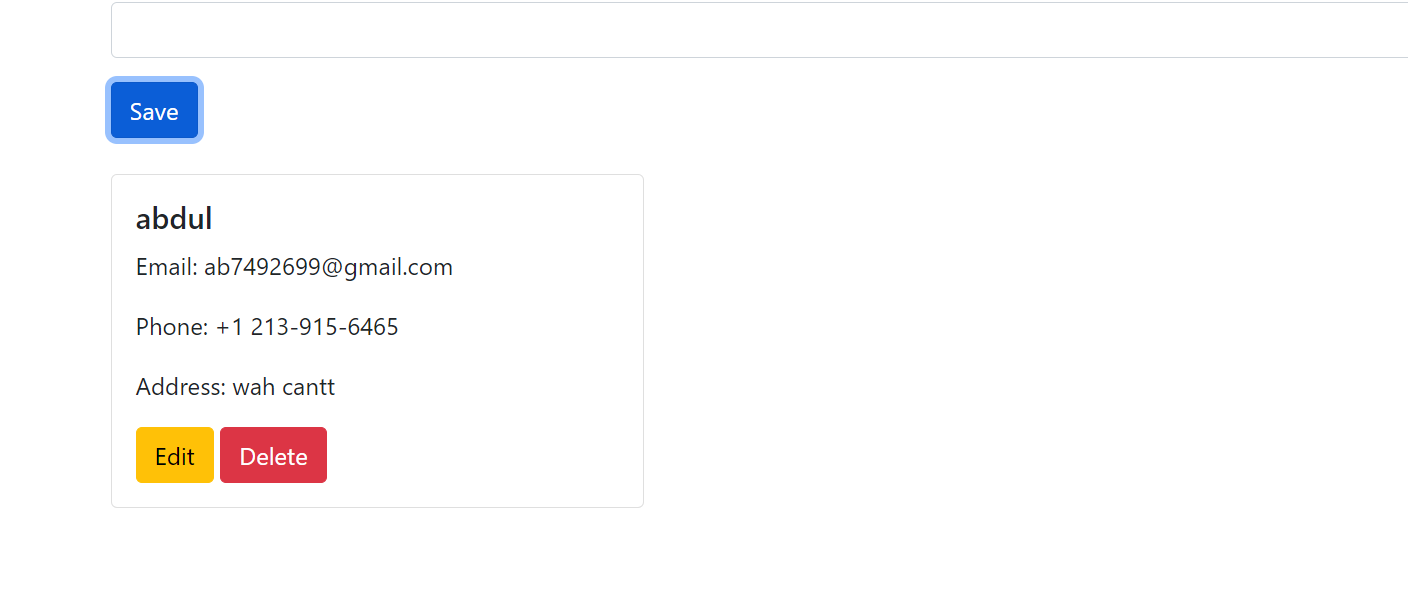 Save
abdul
Email: ab7492699@gmail.com
Phone: +1 213-915-6465
Address: wah cantt
Edit Delete